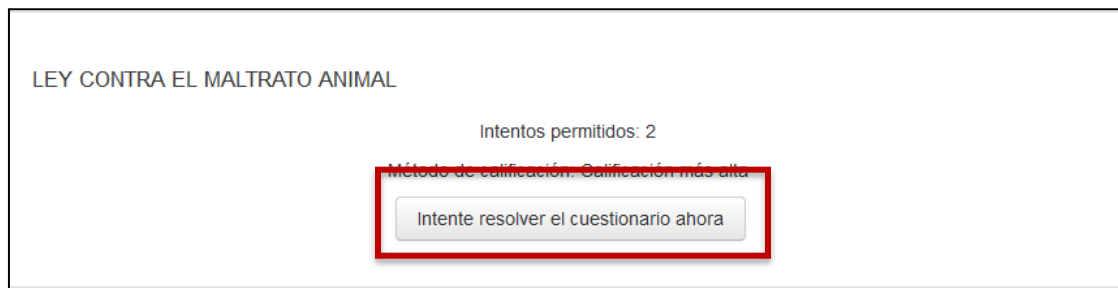 LEY CONTRA EL MALTRATO ANIMAL
Intentos permitidos: 2
Método de calificación: Calificación más alta
Intente resolver el cuestionario ahora